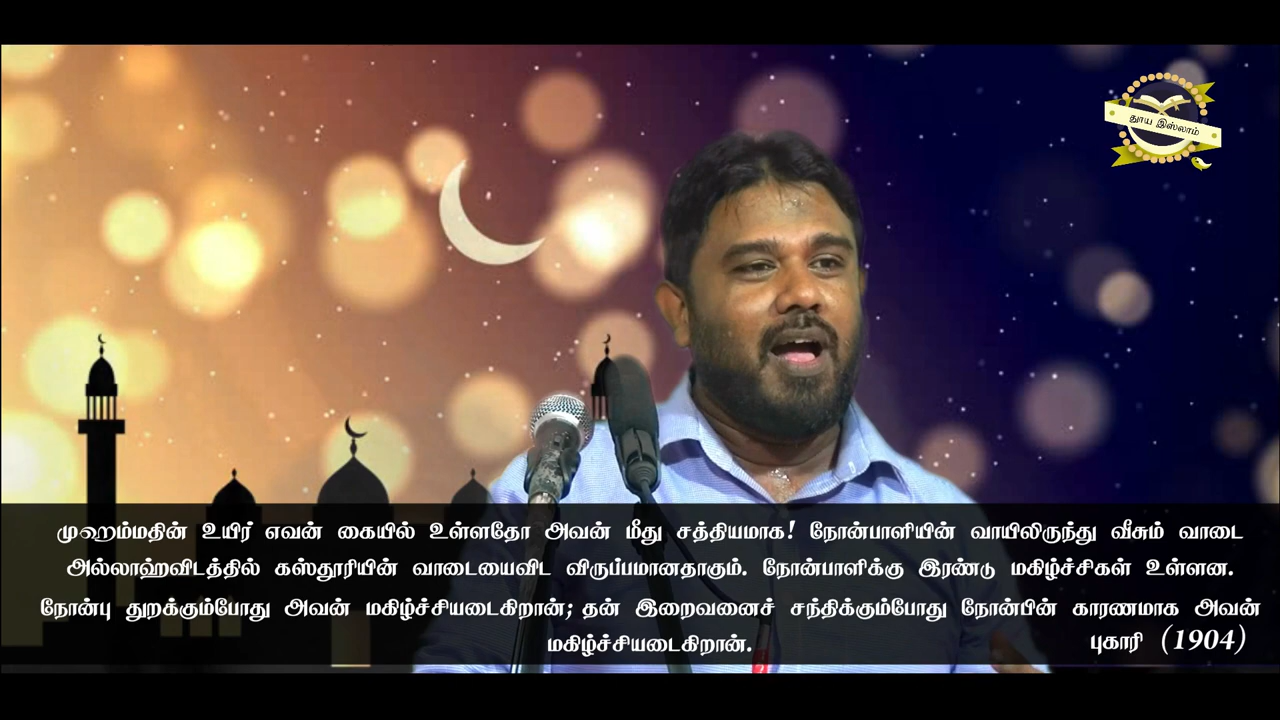 தூய இஸ்லாம்
முஹம்மதின் உயிர் எவன் கையில் உள்ளதோ அவன் மீது சத்தியமாக! நோன்பாளியின் வாயிலிருந்து வீசும் வாடை
அல்லாஹ்விடத்தில் கஸ்தூரியின் வாடையைவிட விருப்பமானதாகும். நோன்பாளிக்கு இரண்டு மகிழ்ச்சிகள் உள்ளன.
நோன்பு துறக்கும்போது அவன் மகிழ்ச்சியடைகிறான்; தன் இறைவனைச் சந்திக்கும்போது நோன்பின் காரணமாக அவன்
மகிழ்ச்சியடைகிறான். புகாரி (1904)